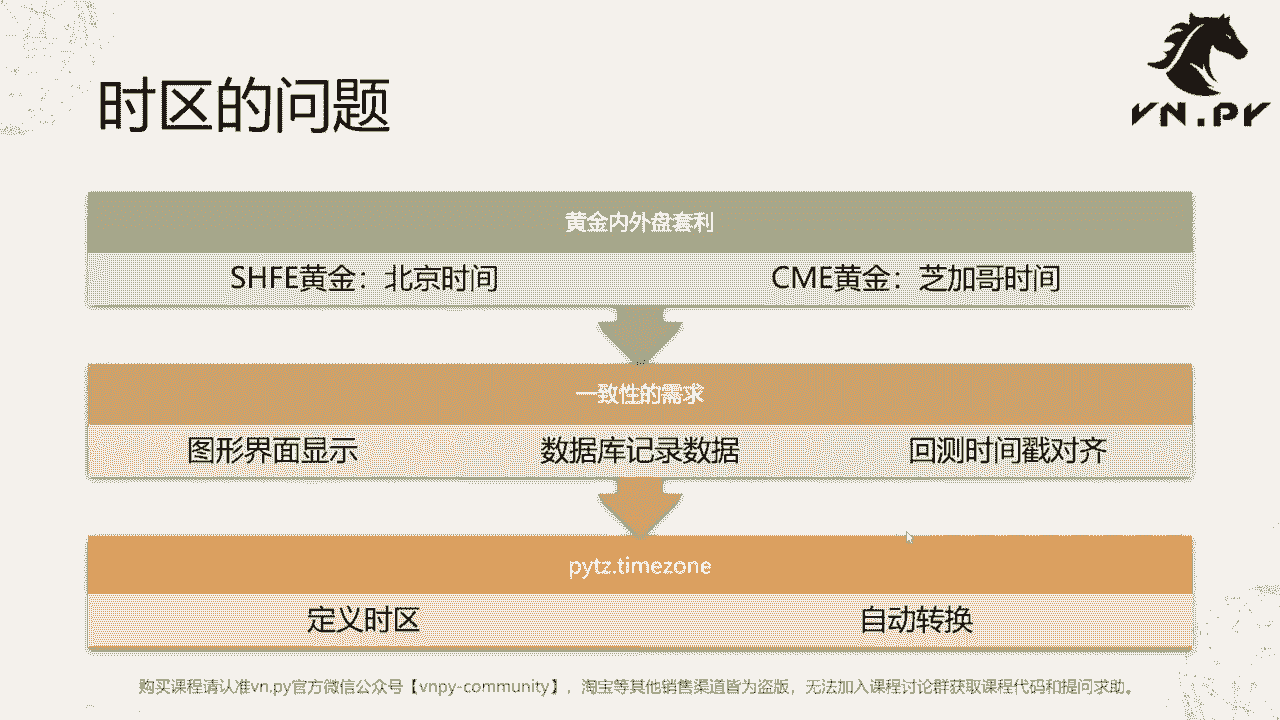 时区的问题
VN.PY
黄金内外盘套利
SHFE黄金：北京时间 CME黄金：芝加哥时间
一致性的需求
图形界面显示 数据库记录数据 回测时间戳对齐
pytz.timezone
定义时区 自动转换
购买课程请认准vn.py官方微信公众号【vnpy-community】，淘宝等其他销售渠道皆为盗版，无法加入课程讨论群获取课程代码和提问求助。